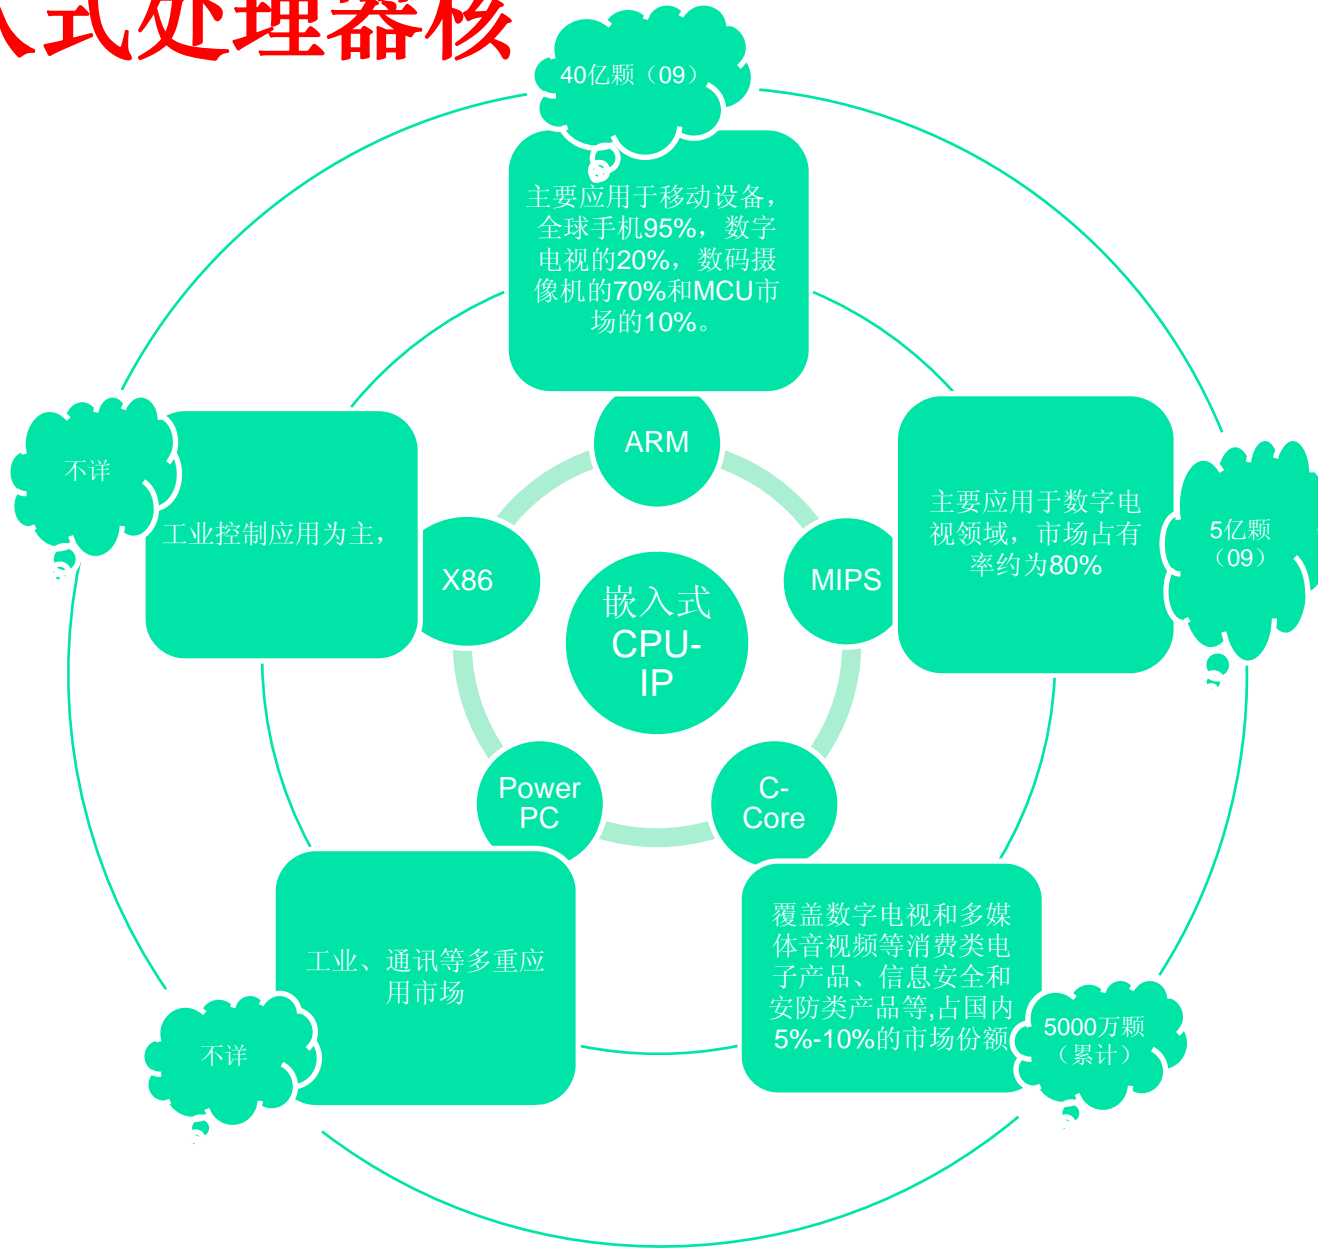 入式处理器核
40亿颗（09）
主要应用于移动设备，
全球手机95%，数字
电视的20%，数码摄
像机的70%和MCU市
场的10%。
ARM
不详
工业控制应用为主，
X86
嵌入式
CPU-
IP
MIPS
主要应用于数字电
视领域，市场占有
率约为80%
5亿颗
（09）
Power
PC
C-
Core
工业、通讯等多重应
用市场
不详
覆盖数字电视和多媒
体音视频等消费类电
子产品、信息安全和
安防类产品等,占国内
5%-10%的市场份额
5000万颗
（累计）